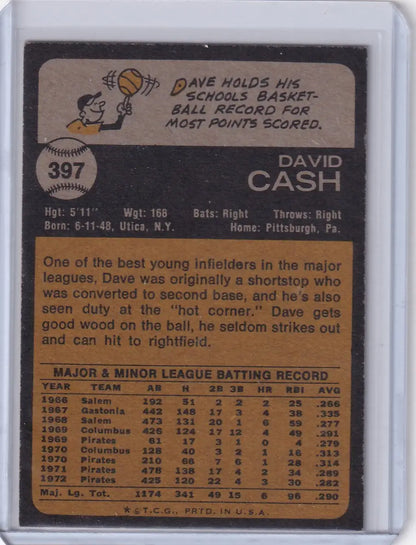 DAVE HOLDS HIS
SCHOOLS BASKET-
BALL RECORD FOR
MOST POINTS SCORED.
397
DAVID
CASH
Hgt: 5'11" Wgt: 168 Bats: Right Throws: Right
Born: 6-11-48, Utica, N.Y. Home: Pittsburgh, Pa.
One of the best young infielders in the major
leagues, Dave was originally a shortstop who
was converted to second base, and he's also
seen duty at the "hot corner." Dave gets
good wood on the ball, he seldom strikes out
and can hit to rightfield.
MAJOR & MINOR LEAGUE BATTING RECORD
YEAR TEAM AB H 2B 3B HR RBI AVG
1966 Salem 192 51 2 2 2 25 .266
1967 Gastonia 442 148 17 3 4 38 .335
1968 Salem 473 131 20 1 6 59 .277
1969 Columbus 426 124 17 12 4 49 .291
1969 Pirates 61 17 3 1 0 4 .279
1970 Columbus 128 40 2 3 1 16 .313
1970 Pirates 210 66 7 6 1 28 .314
1971 Pirates 478 138 17 4 2 34 .289
1972 Pirates 425 120 22 4 3 30 .282
Maj. Lg. Tot. 1174 341 49 15 6 96 .290
★ © T.C.G., PRTD. IN U.S.A.